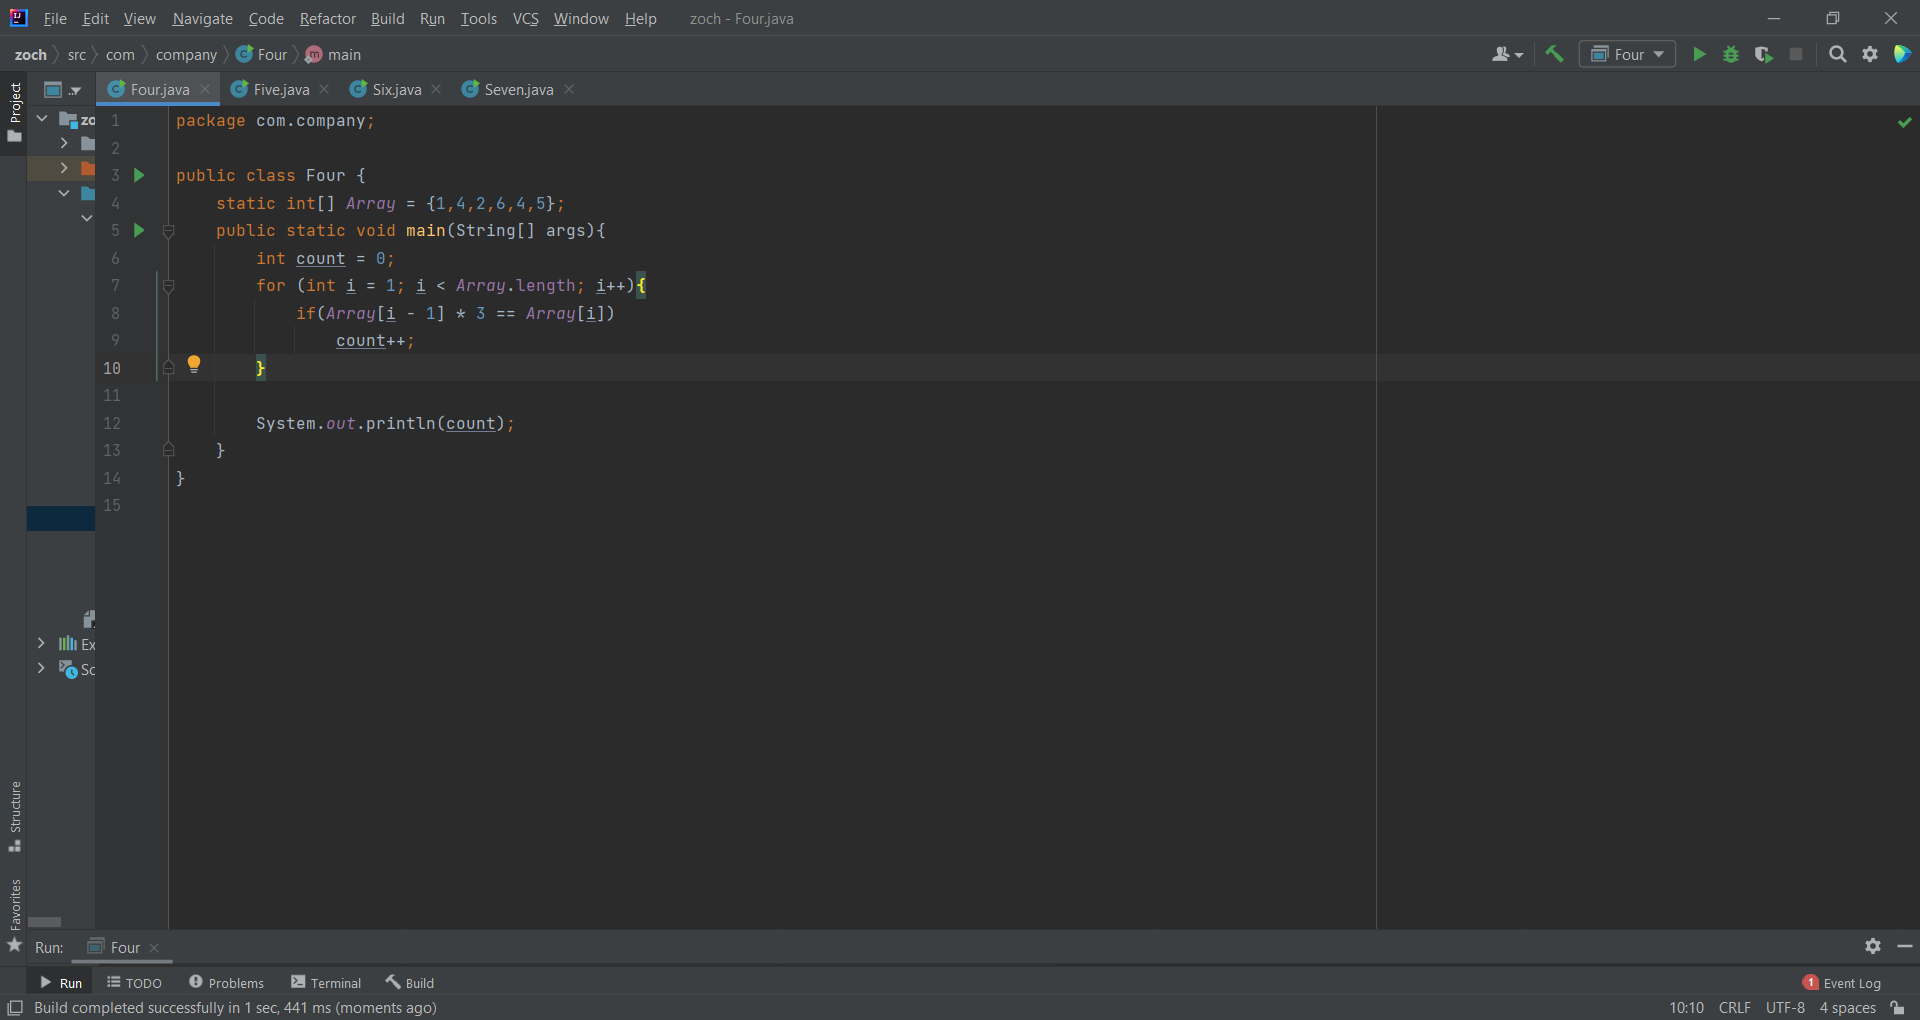 File Edit View Navigate Code Refactor Build Run Tools VCS Window Help zoch - Four.java
zoch src com company Four main Four
Project
Four.java Five.java Six.java Seven.java
zo
1 package com.company;
2
3 public class Four {
4 static int[] Array = {1,4,2,6,4,5};
5 public static void main(String[] args){
6 int count = 0;
7 for (int i = 1; i < Array.length; i++){
8 if(Array[i - 1] * 3 == Array[i])
9 count++;
10 }
11
12 System.out.println(count);
13 }
14 }
15
Ex
Sc
Structure
Favorites
Run: Four
Run TODO Problems Terminal Build 1 Event Log
Build completed successfully in 1 sec, 441 ms (moments ago) 10:10 CRLF UTF-8 4 spaces